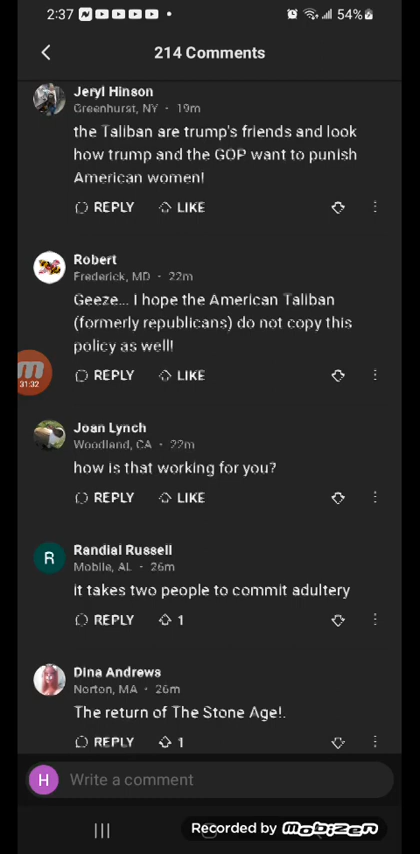 2:37 54%
214 Comments
Jeryl Hinson
Greenhurst, NY • 19m
the Taliban are trump's friends and look
how trump and the GOP want to punish
American women!
REPLY LIKE
Robert
Frederick, MD • 22m
Geeze... I hope the American Taliban
(formerly republicans) do not copy this
policy as well!
m
31:32
REPLY LIKE
Joan Lynch
Woodland, CA • 22m
how is that working for you?
REPLY LIKE
R
Randial Russell
Mobile, AL • 26m
it takes two people to commit adultery
REPLY 1
Dina Andrews
Norton, MA • 26m
The return of The Stone Age!.
REPLY 1
H Write a comment
Recorded by mobizen